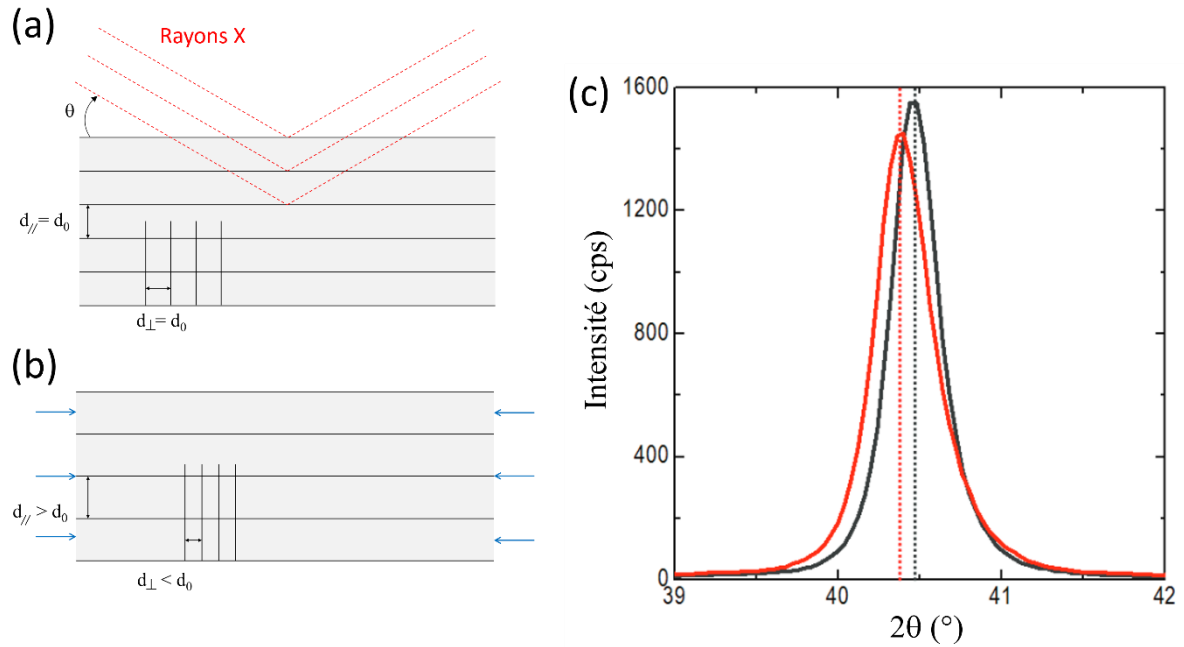 (a)
Rayons X
θ
d// = d0
d⊥= d0
(b)
d// > d0
d⊥ < d0
(c)
Intensité (cps)
1600
1200
800
400
0
39
40
41
42
2θ (°)